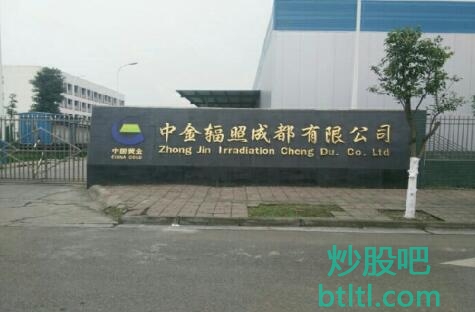 中金辐照成都有限公司
Zhong Jin Irradiation Cheng Du. Co. Ltd
中国黄金
CHINA GOLD
炒股吧
btltl.com